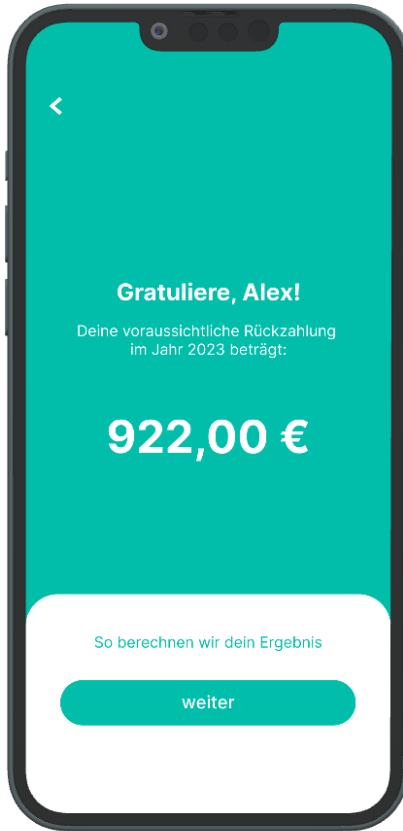 Gratuliere, Alex!
Deine voraussichtliche Rückzahlung
im Jahr 2023 beträgt:
922,00 €
So berechnen wir dein Ergebnis
weiter